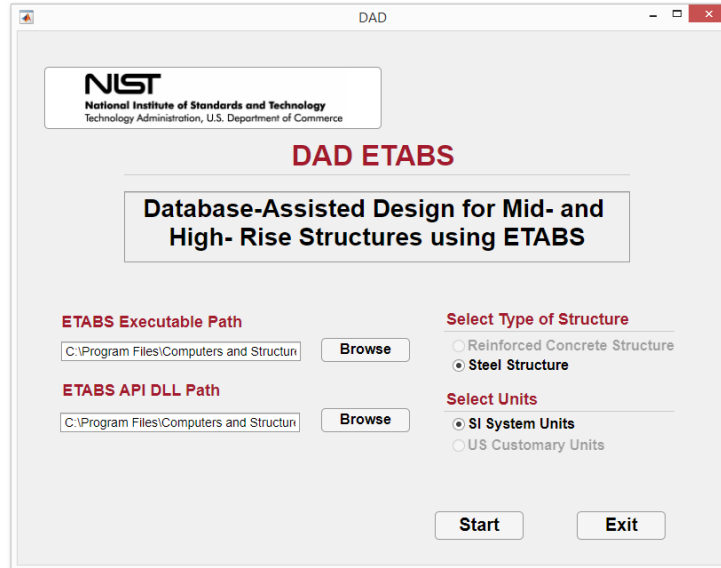 DAD
NIST
National Institute of Standards and Technology
Technology Administration, U.S. Department of Commerce
DAD ETABS
Database-Assisted Design for Mid- and
High- Rise Structures using ETABS
ETABS Executable Path
C:\Program Files\Computers and Structure
Browse
ETABS API DLL Path
C:\Program Files\Computers and Structure
Browse
Select Type of Structure
Reinforced Concrete Structure
Steel Structure
Select Units
SI System Units
US Customary Units
Start
Exit